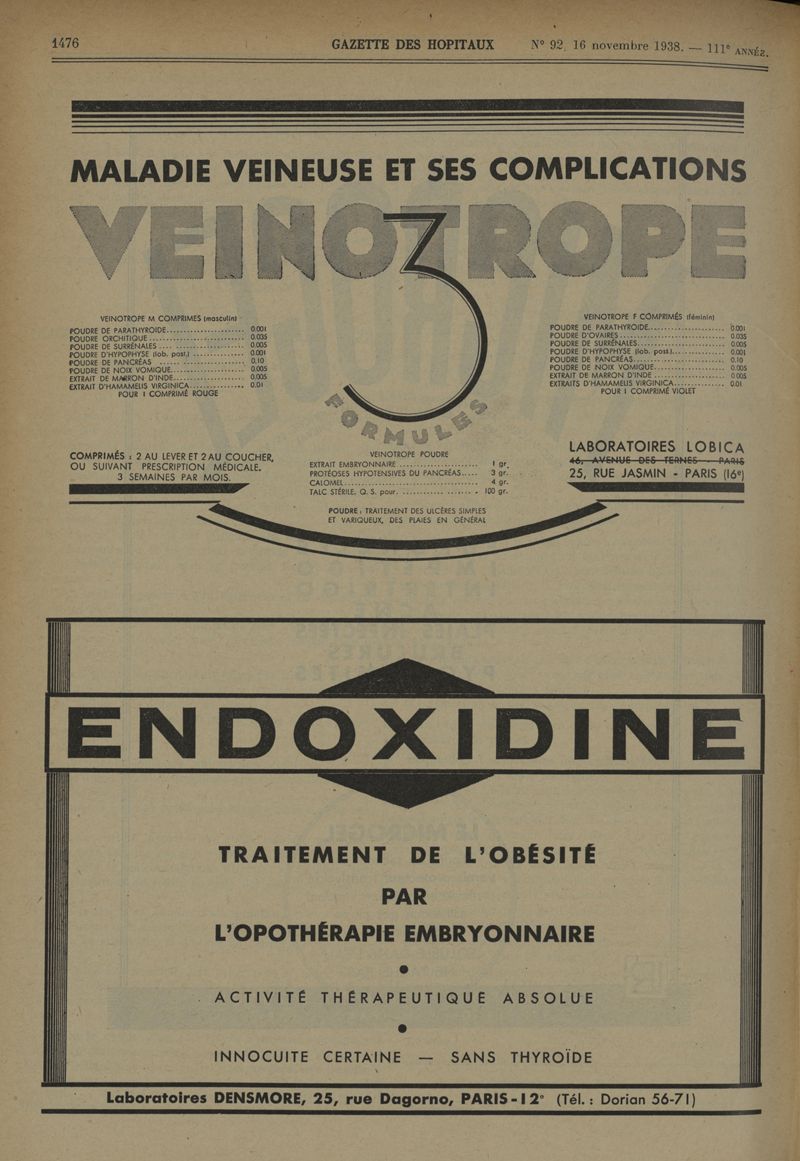 1476
GAZETTE DES HOPITAUX
N° 92, 16 novembre 1938. — 111e ANNÉE.
MALADIE VEINEUSE ET SES COMPLICATIONS
VEINOTROPE
3
FORMULES
VEINOTROPE M COMPRIMES (masculin)
POUDRE DE PARATHYROÏDE........ 0.001
POUDRE ORCHITIQUE........ 0.035
POUDRE DE SURRÉNALES........ 0.005
POUDRE D'HYPOPHYSE (lob. post.)........ 0.001
POUDRE DE PANCRÉAS........ 0.10
POUDRE DE NOIX VOMIQUE........ 0.005
EXTRAIT DE MARRON D'INDE........ 0.005
EXTRAIT D'HAMAMELIS VIRGINICA........ 0.01
POUR 1 COMPRIMÉ ROUGE
VEINOTROPE F COMPRIMÉS (féminin)
POUDRE DE PARATHYROIDE........ 0.001
POUDRE D'OVAIRES........ 0.035
POUDRE DE SURRÉNALES........ 0.005
POUDRE D'HYPOPHYSE (lob. post.)........ 0.001
POUDRE DE PANCRÉAS........ 0.10
POUDRE DE NOIX VOMIQUE........ 0.005
EXTRAIT DE MARRON D'INDE........ 0.005
EXTRAITS D'HAMAMELIS VIRGINICA........ 0.01
POUR 1 COMPRIMÉ VIOLET
COMPRIMÉS : 2 AU LEVER ET 2 AU COUCHER,
OU SUIVANT PRESCRIPTION MÉDICALE.
3 SEMAINES PAR MOIS.
VEINOTROPE POUDRE
EXTRAIT EMBRYONNAIRE........ 1 gr.
PROTÉOSES HYPOTENSIVES DU PANCRÉAS..... 3 gr.
CALOMEL........ 4 gr.
TALC STÉRILE. Q. S. pour........ 100 gr.
POUDRE : TRAITEMENT DES ULCÈRES SIMPLES
ET VARIQUEUX, DES PLAIES EN GÉNÉRAL
LABORATOIRES LOBICA
46, AVENUE DES TERNES - PARIS
25, RUE JASMIN - PARIS (16e)
ENDOXIDINE
TRAITEMENT DE L'OBÉSITÉ
PAR
L'OPOTHÉRAPIE EMBRYONNAIRE
●
ACTIVITÉ THÉRAPEUTIQUE ABSOLUE
●
INNOCUITE CERTAINE — SANS THYROÏDE
Laboratoires DENSMORE, 25, rue Dagorno, PARIS-12° (Tél. : Dorian 56-71)